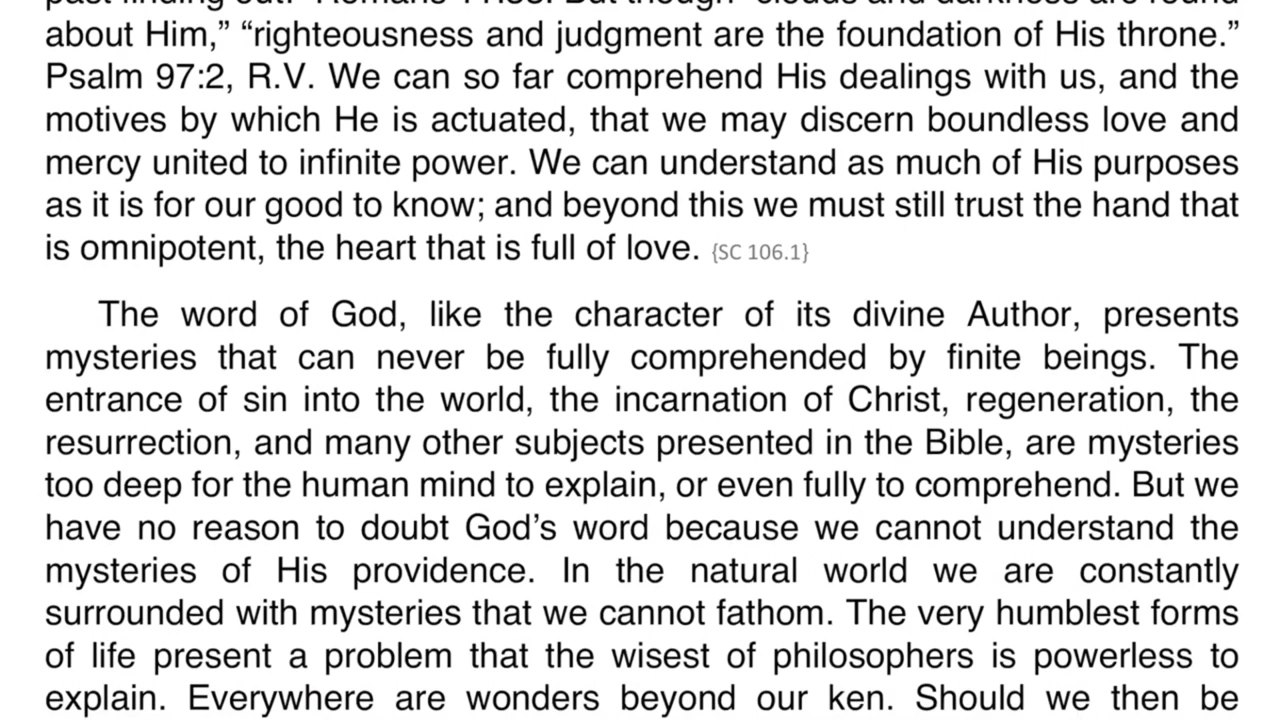 about Him,” “righteousness and judgment are the foundation of His throne.”
Psalm 97:2, R.V. We can so far comprehend His dealings with us, and the
motives by which He is actuated, that we may discern boundless love and
mercy united to infinite power. We can understand as much of His purposes
as it is for our good to know; and beyond this we must still trust the hand that
is omnipotent, the heart that is full of love. {SC 106.1}
The word of God, like the character of its divine Author, presents
mysteries that can never be fully comprehended by finite beings. The
entrance of sin into the world, the incarnation of Christ, regeneration, the
resurrection, and many other subjects presented in the Bible, are mysteries
too deep for the human mind to explain, or even fully to comprehend. But we
have no reason to doubt God’s word because we cannot understand the
mysteries of His providence. In the natural world we are constantly
surrounded with mysteries that we cannot fathom. The very humblest forms
of life present a problem that the wisest of philosophers is powerless to
explain. Everywhere are wonders beyond our ken. Should we then be